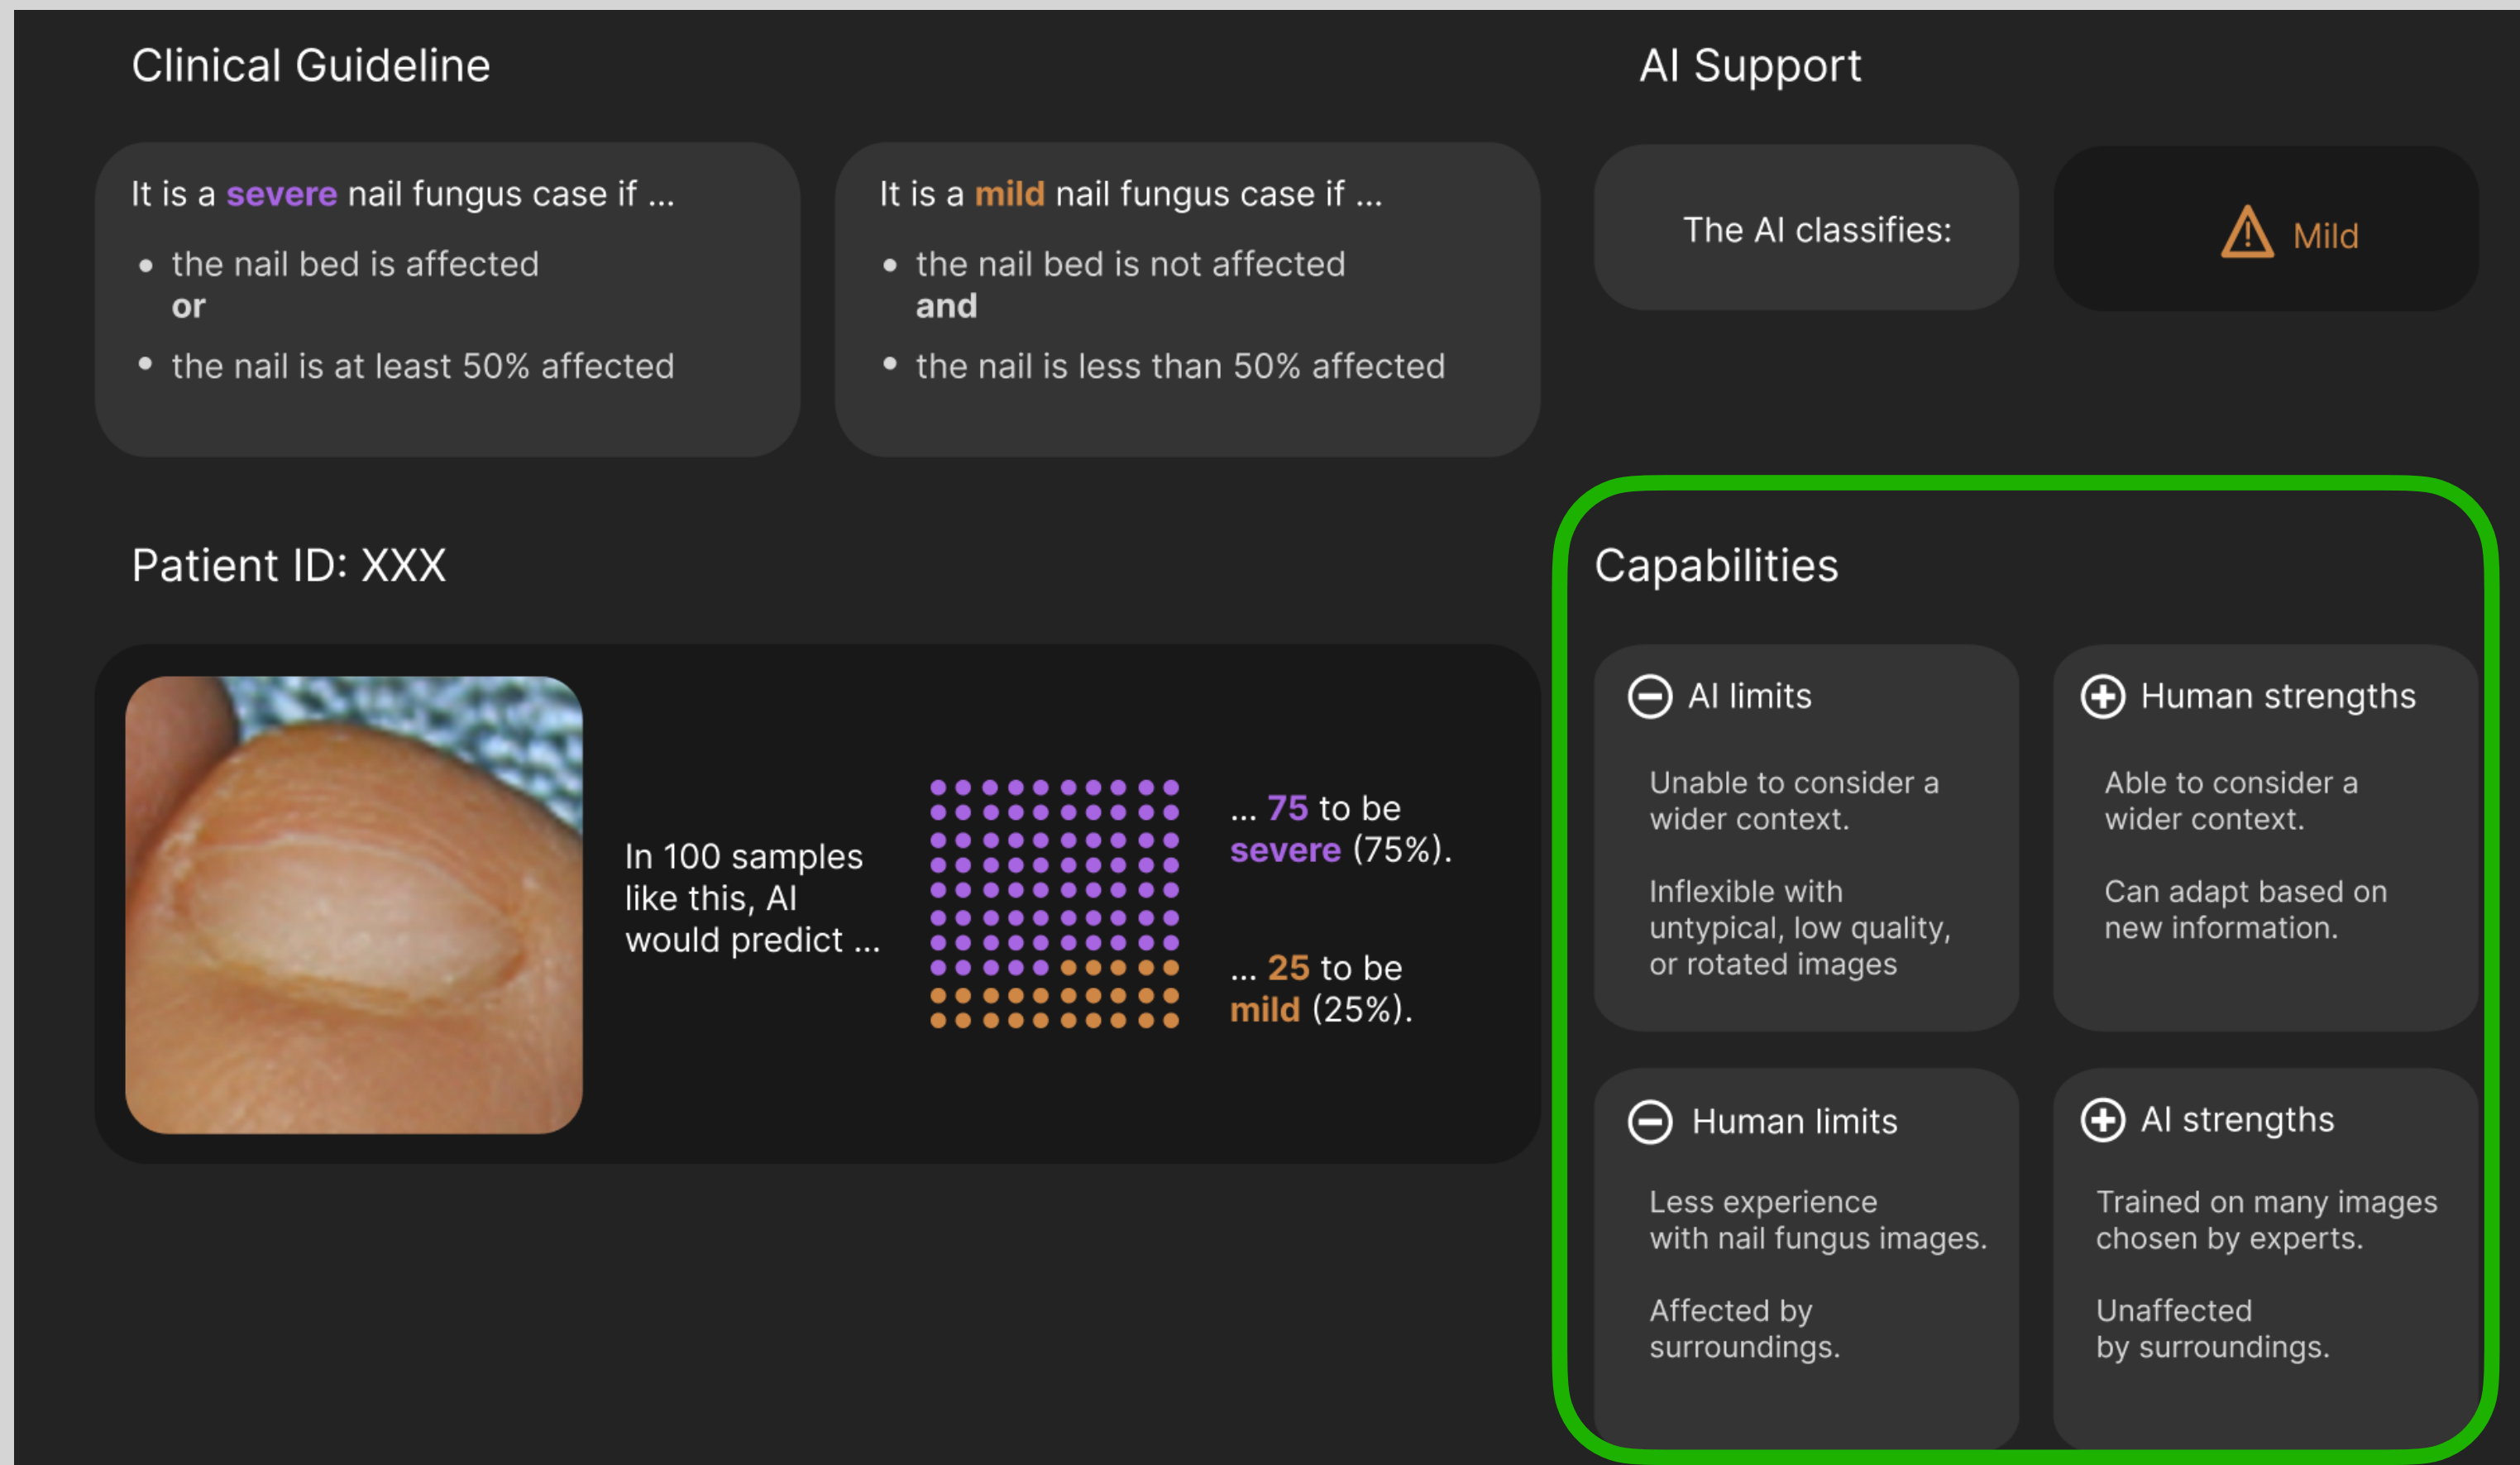 Clinical Guideline
It is a severe nail fungus case if ...
the nail bed is affected
or
the nail is at least 50% affected
It is a mild nail fungus case if ...
the nail bed is not affected
and
the nail is less than 50% affected
AI Support
The AI classifies:
Mild
Patient ID: XXX
In 100 samples
like this, AI
would predict ...
... 75 to be
severe (75%).
... 25 to be
mild (25%).
Capabilities
AI limits
Unable to consider a
wider context.
Inflexible with
untypical, low quality,
or rotated images
Human strengths
Able to consider a
wider context.
Can adapt based on
new information.
Human limits
Less experience
with nail fungus images.
Affected by
surroundings.
AI strengths
Trained on many images
chosen by experts.
Unaffected
by surroundings.